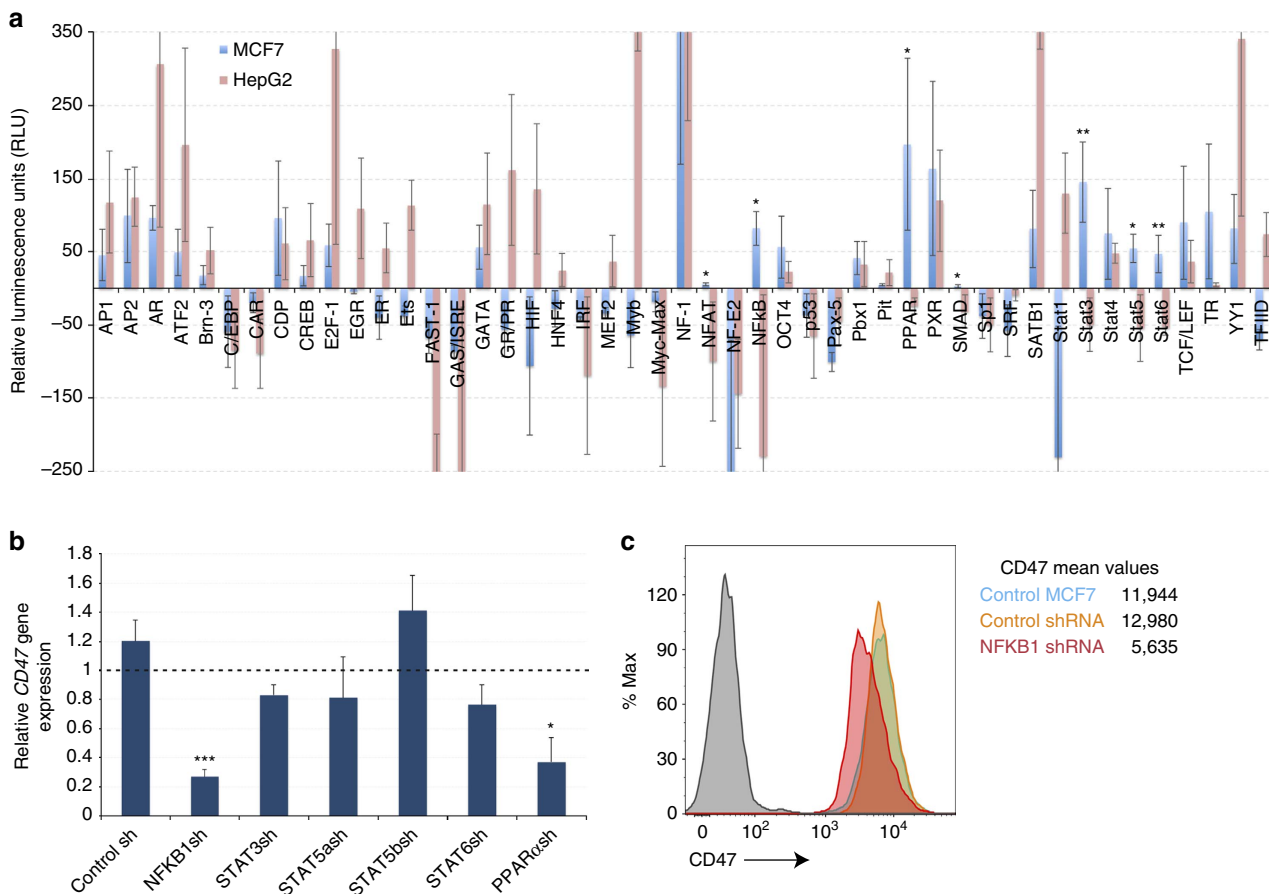 a
350
250
150
50
−50
−150
−250
Relative luminescence units (RLU)
MCF7
HepG2
*
*
*
*
**
*
**
AP1
AP2
AR
ATF2
Brn-3
C/EBP
CAR
CDP
CREB
E2F-1
EGR
ER
Ets
FAST-1
GAS/ISRE
GATA
GR/PR
HIF
HNF4
IRF
MEF2
Myb
Myc-Max
NF-1
NFAT
NF-E2
NFkB
OCT4
p53
Pax-5
Pbx1
Pit
PPAR
PXR
SMAD
Sp1
SRF
SATB1
Stat1
Stat3
Stat4
Stat5
Stat6
TCF/LEF
TR
YY1
TFIID
b
1.8
1.6
1.4
1.2
1
0.8
0.6
0.4
0.2
0
Relative CD47 gene
expression
***
*
Control sh
NFKB1sh
STAT3sh
STAT5ash
STAT5bsh
STAT6sh
PPARαsh
c
120
90
60
30
0
% Max
0
10²
10³
10⁴
CD47
CD47 mean values
Control MCF7 11,944
Control shRNA 12,980
NFKB1 shRNA 5,635